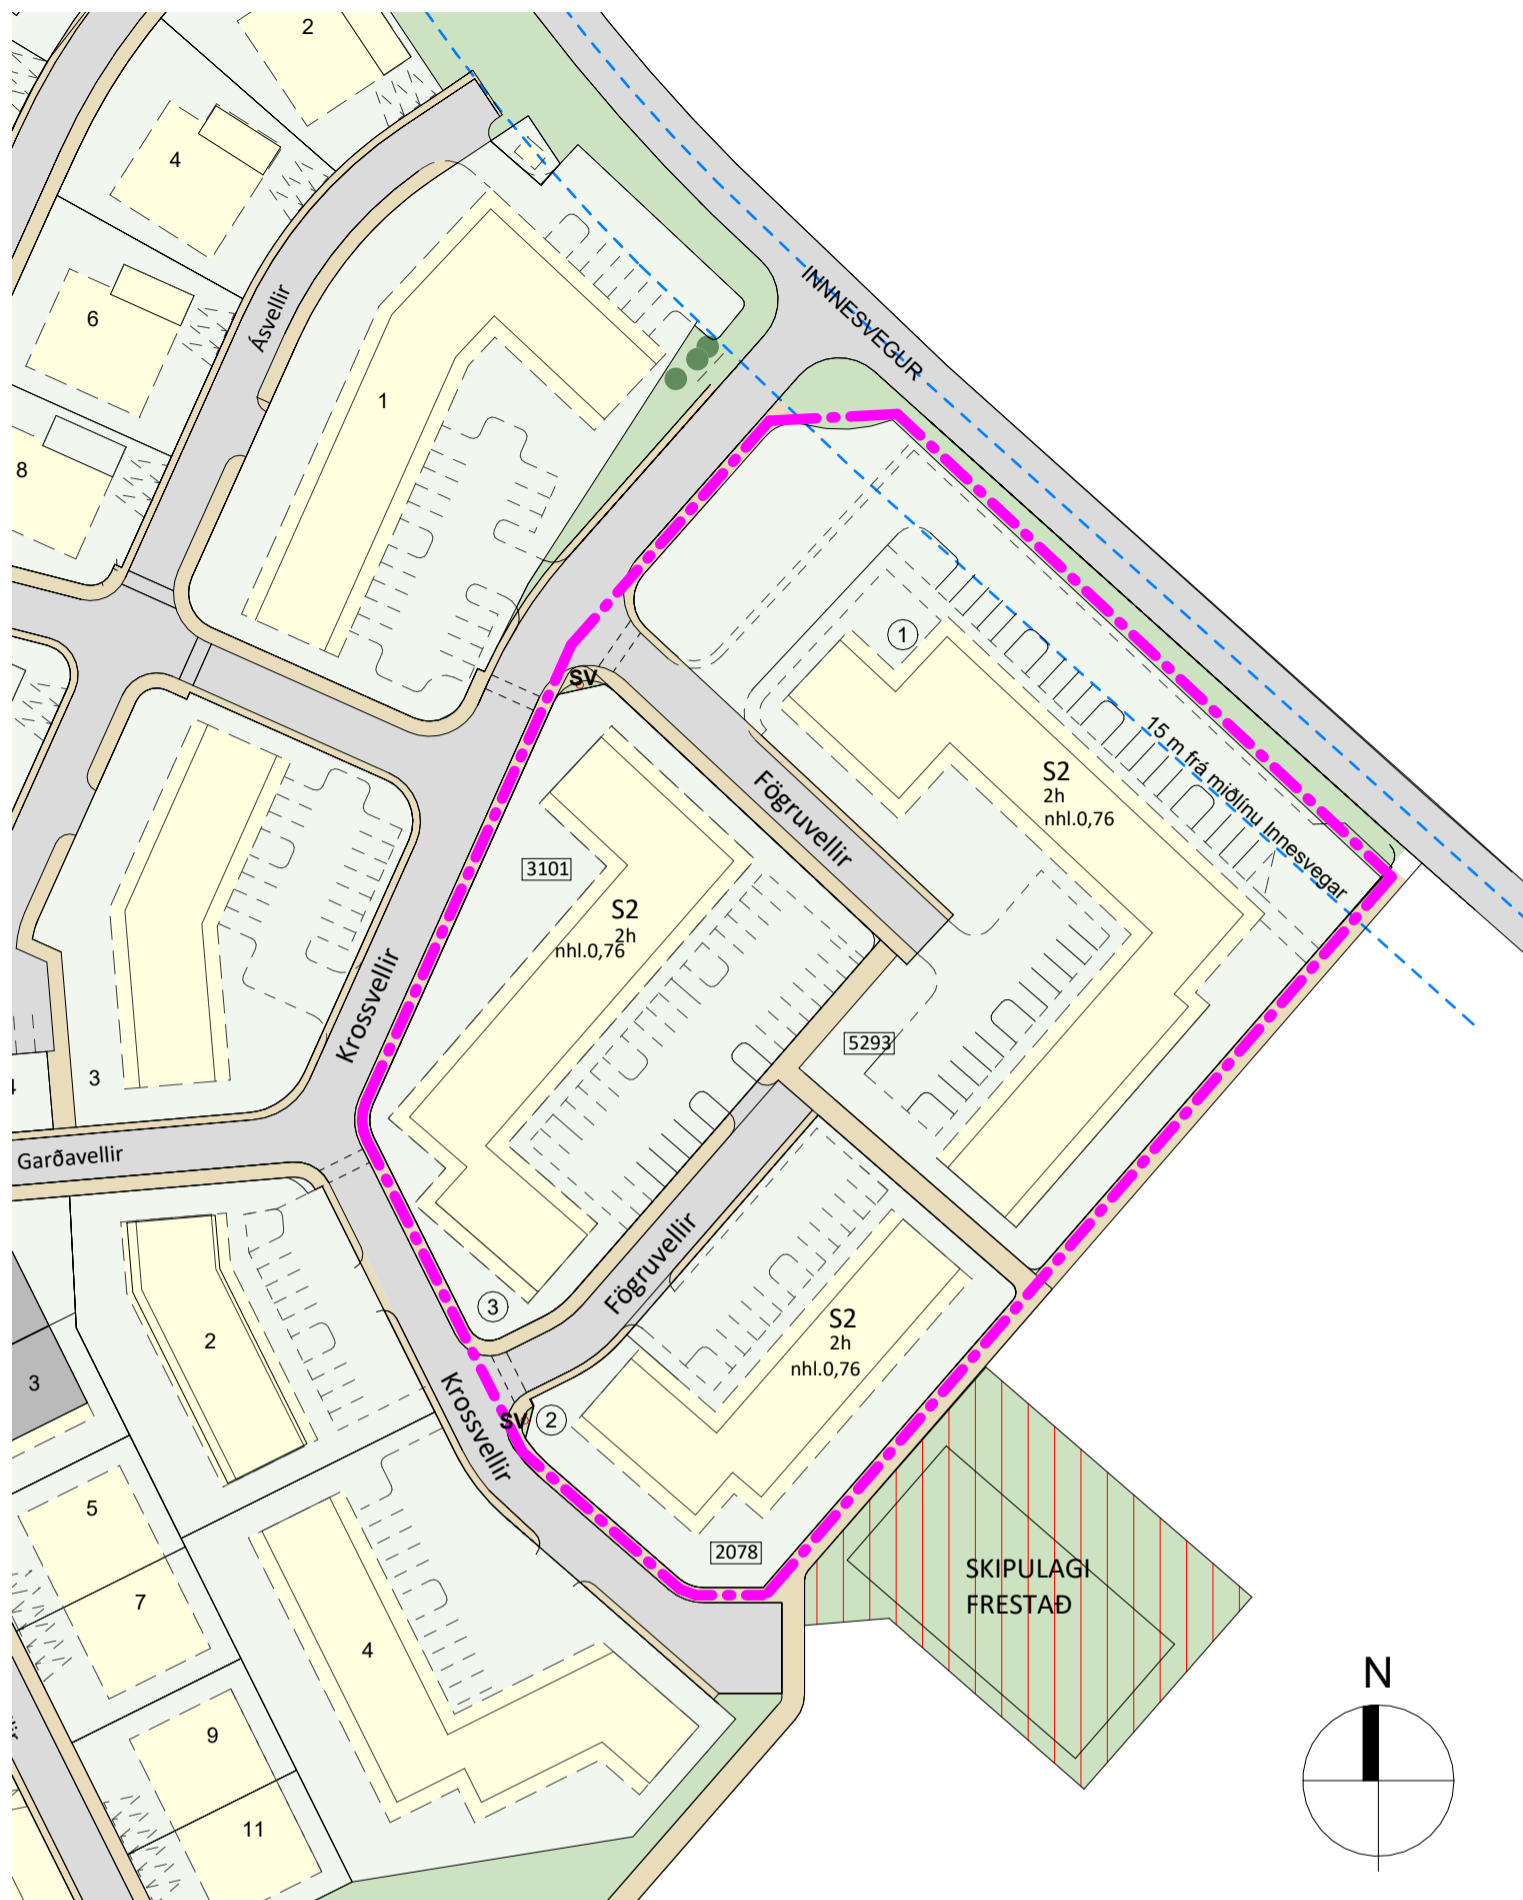 2
4
Ásvellir
6
1
8
INNNESVEGUR
1
SV
15 m frá miðlínu Innesvegar
S2
2h
nhl.0,76
Fögruvellir
3101
S2
2h
nhl.0,76
Krossvellir
5293
3
Garðavellir
Fögruvellir
3
S2
2h
nhl.0,76
2
3
Krossvellir
SV
2
5
2078
7
SKIPULAGI
FRESTAÐ
4
N
9
11